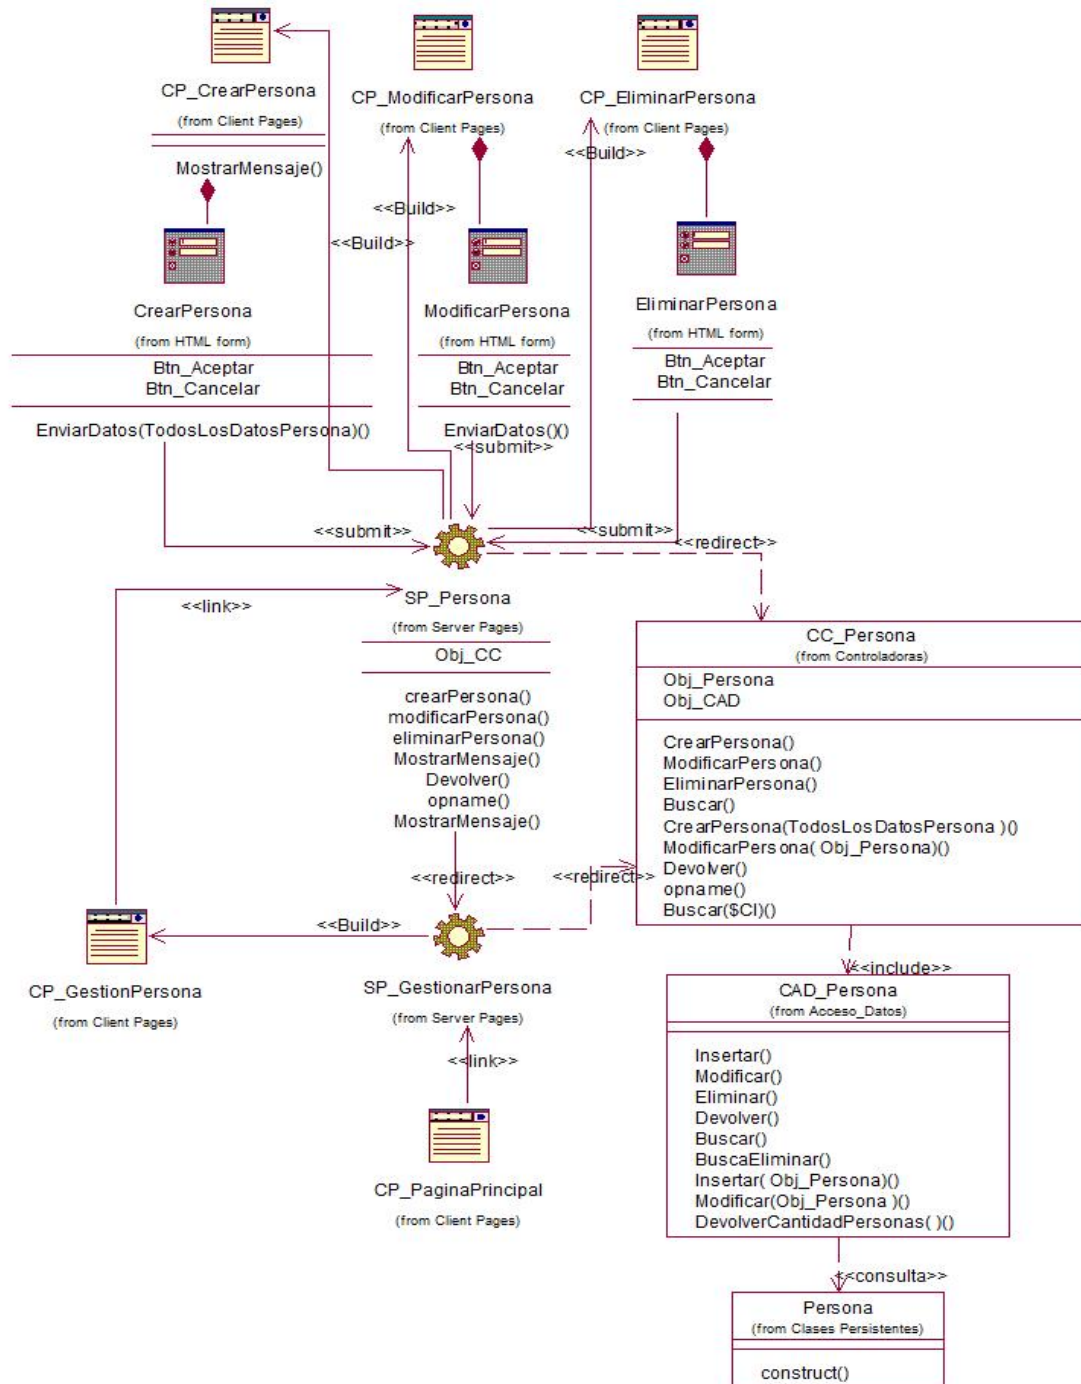 CP_CrearPersona
(from Client Pages)
MostrarMensaje()
CP_ModificarPersona
(from Client Pages)
CP_EliminarPersona
(from Client Pages)
<<Build>>
<<Build>>
<<Build>>
CrearPersona
(from HTML form)
Btn_Aceptar
Btn_Cancelar
EnviarDatos(TodosLosDatosPersona)()
ModificarPersona
(from HTML form)
Btn_Aceptar
Btn_Cancelar
EnviarDatos()()
<<submit>>
EliminarPersona
(from HTML form)
Btn_Aceptar
Btn_Cancelar
<<submit>>
<<submit>>
<<redirect>>
<<link>>
SP_Persona
(from Server Pages)
Obj_CC
crearPersona()
modificarPersona()
eliminarPersona()
MostrarMensaje()
Devolver()
opname()
MostrarMensaje()
<<redirect>>
<<redirect>>
CC_Persona
(from Controladoras)
Obj_Persona
Obj_CAD
CrearPersona()
ModificarPersona()
EliminarPersona()
Buscar()
CrearPersona(TodosLosDatosPersona )()
ModificarPersona( Obj_Persona)()
Devolver()
opname()
Buscar($CI)()
<<Build>>
CP_GestionPersona
(from Client Pages)
SP_GestionarPersona
(from Server Pages)
<<link>>
CP_PaginaPrincipal
(from Client Pages)
<<include>>
CAD_Persona
(from Acceso_Datos)
Insertar()
Modificar()
Eliminar()
Devolver()
Buscar()
BuscaEliminar()
Insertar( Obj_Persona)()
Modificar(Obj_Persona )()
DevolverCantidadPersonas( )()
<<consulta>>
Persona
(from Clases Persistentes)
construct()